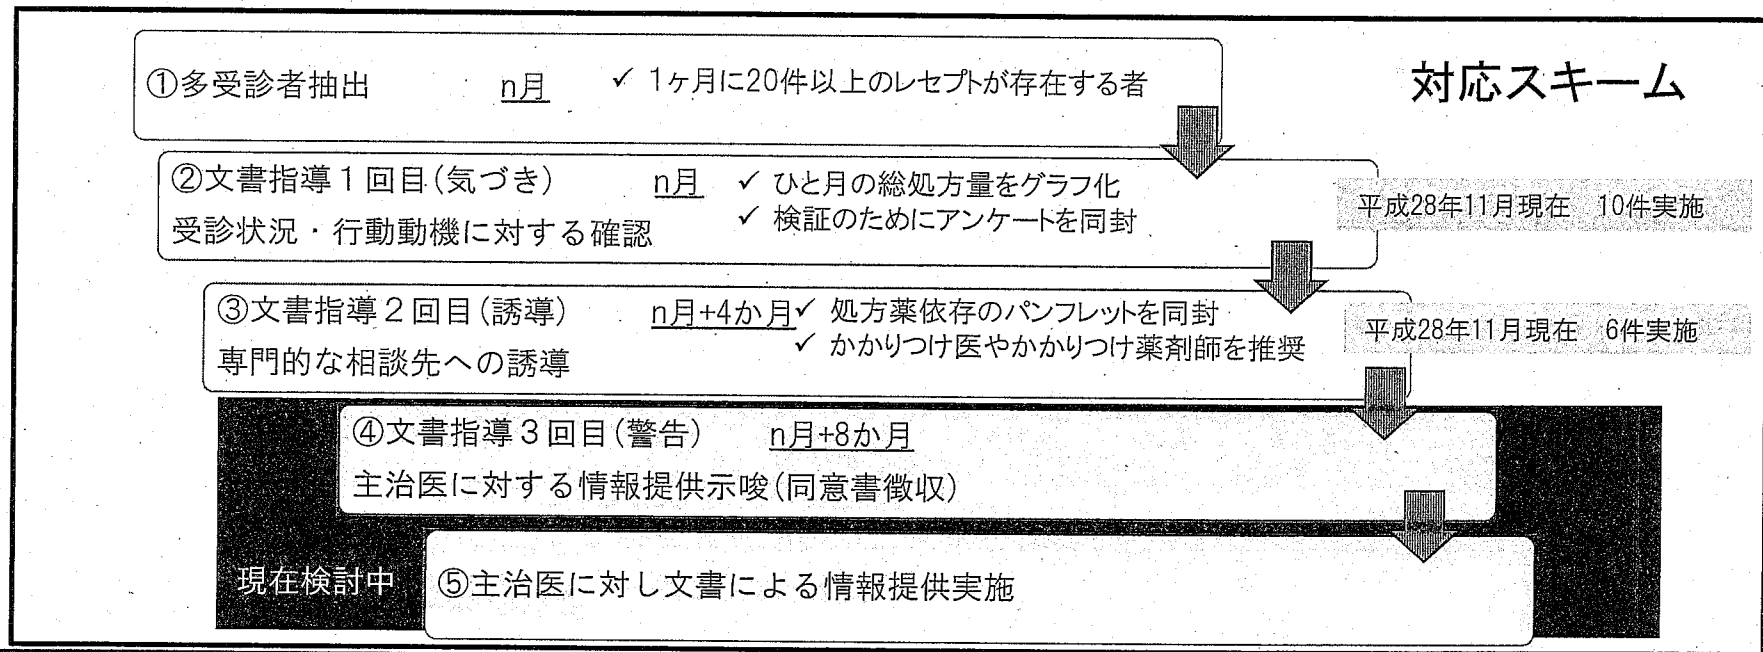 対応スキーム
①多受診者抽出 n月 ✓ 1ヶ月に20件以上のレセプトが存在する者
②文書指導1回目(気づき) n月 ✓ ひと月の総処方量をグラフ化
受診状況・行動動機に対する確認 ✓ 検証のためにアンケートを同封
平成28年11月現在 10件実施
③文書指導2回目(誘導) n月+4か月 ✓ 処方薬依存のパンフレットを同封
専門的な相談先への誘導 ✓ かかりつけ医やかかりつけ薬剤師を推奨
平成28年11月現在 6件実施
④文書指導3回目(警告) n月+8か月
主治医に対する情報提供示唆(同意書徴収)
現在検討中
⑤主治医に対し文書による情報提供実施